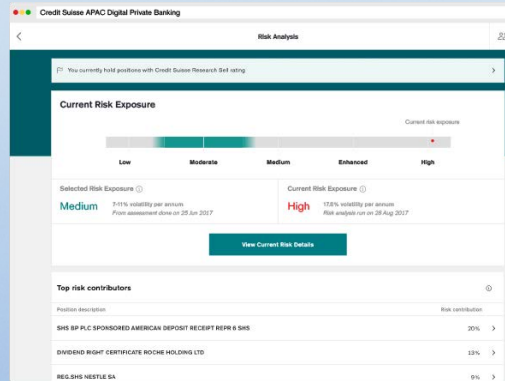 Credit Suisse APAC Digital Private Banking
Risk Analysis
You currently hold positions with Credit Suisse Research Sell rating
Current Risk Exposure
Current risk exposure
Low Moderate Medium Enhanced High
Selected Risk Exposure
Current Risk Exposure
Medium
7-11% volatility per annum
From assessment done on 25 Jun 2017
High
17.8% volatility per annum
Risk analysis run on 28 Aug 2017
View Current Risk Details
Top risk contributors
Position description Risk contribution
SHS BP PLC SPONSORED AMERICAN DEPOSIT RECEIPT REPR 6 SHS 20%
DIVIDEND RIGHT CERTIFICATE ROCHE HOLDING LTD 13%
REG.SHS NESTLE SA 9%